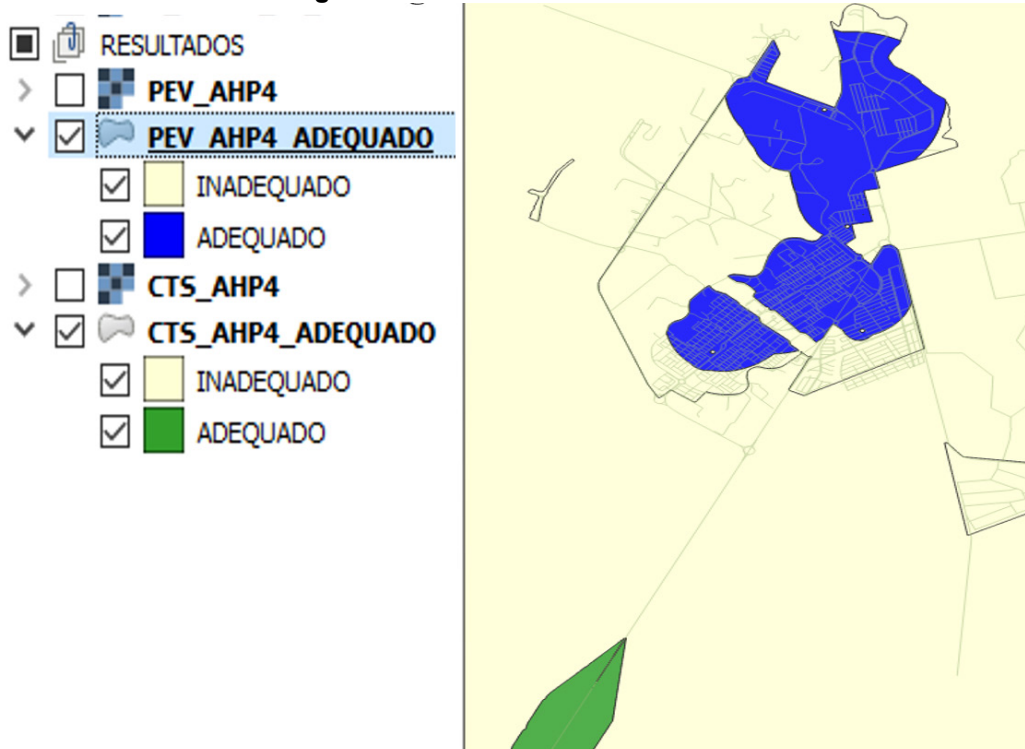 RESULTADOS
PEV_AHP4
PEV_AHP4_ADEQUADO
INADEQUADO
ADEQUADO
CTS_AHP4
CTS_AHP4_ADEQUADO
INADEQUADO
ADEQUADO